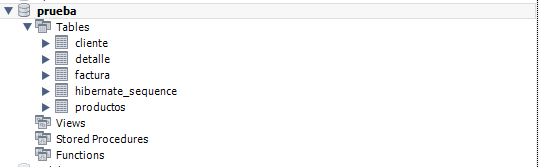 prueba
Tables
cliente
detalle
factura
hibernate_sequence
productos
Views
Stored Procedures
Functions